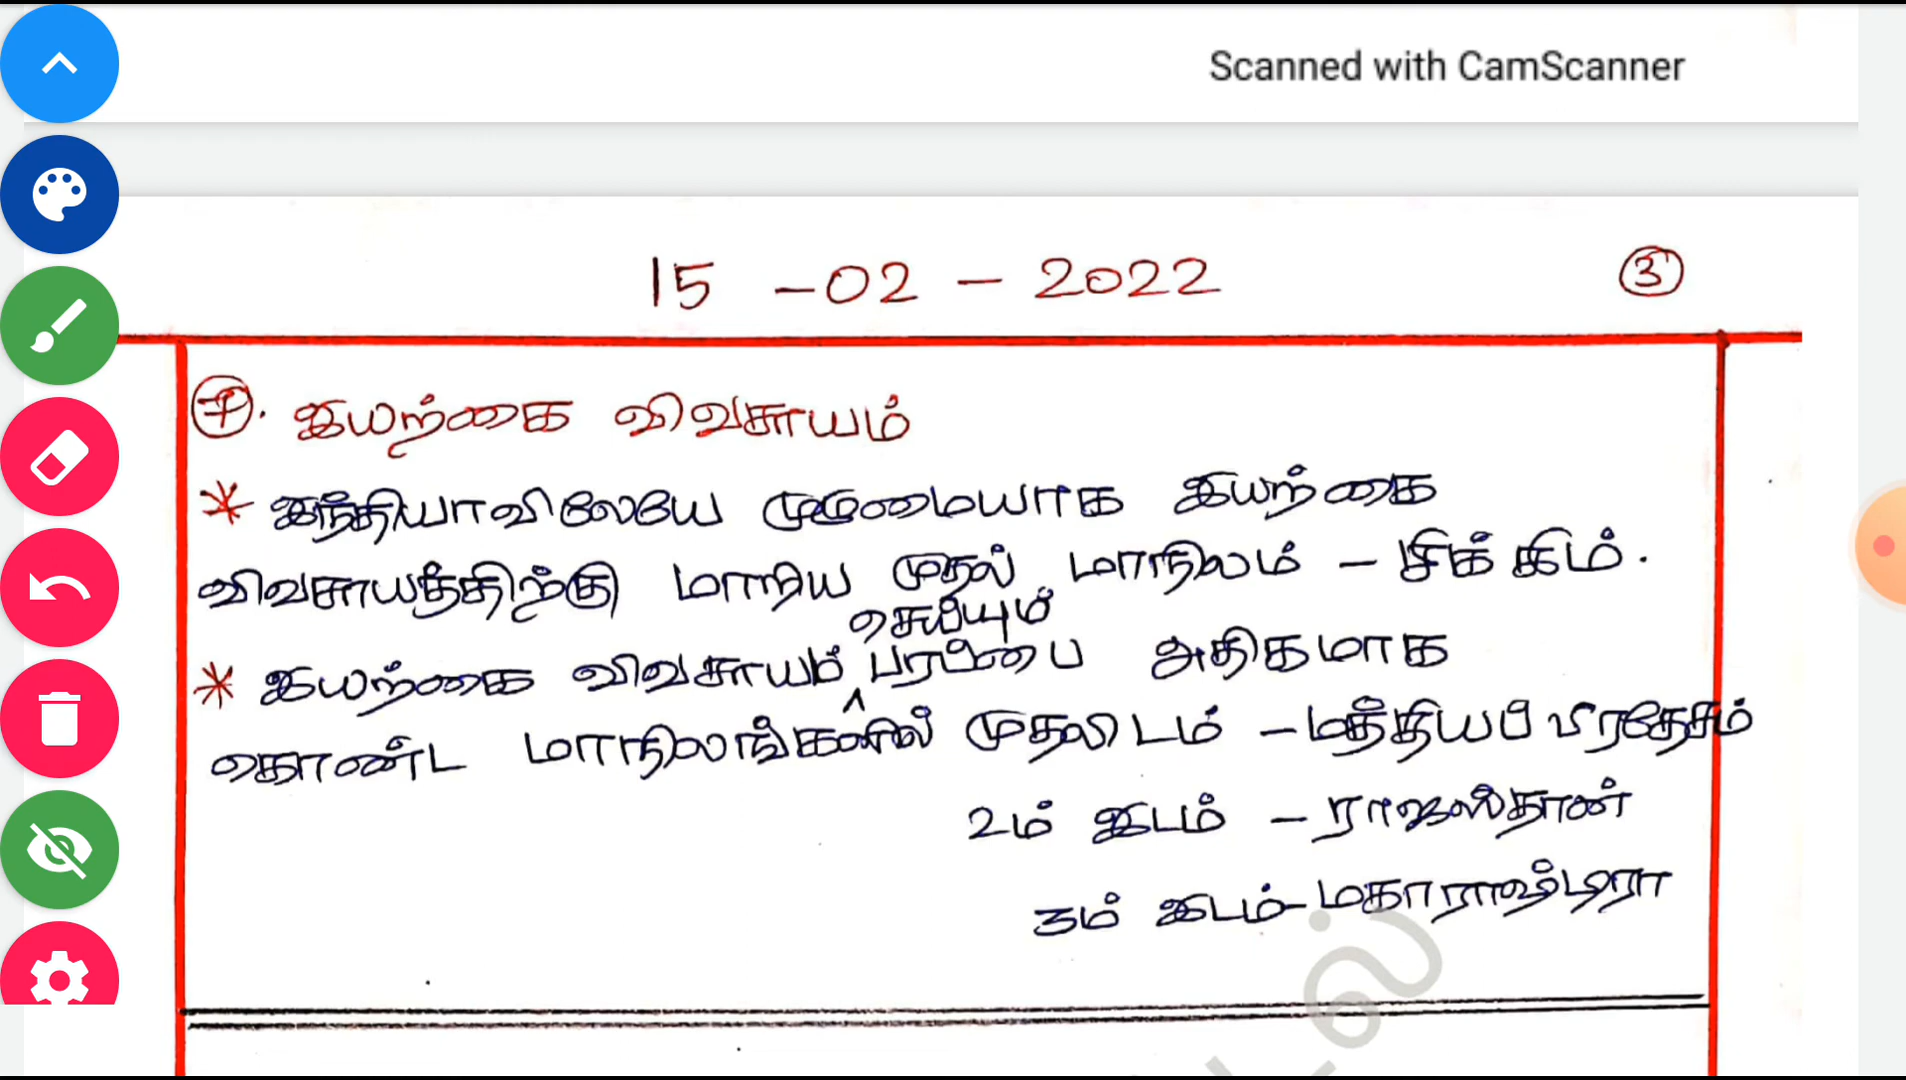 Scanned with CamScanner
15 - 02 - 2022
3
7. இயற்கை விவசாயம்
* இந்தியாவிலேயே முழுமையாக இயற்கை
விவசாயத்திற்கு மாறிய முதல் மாநிலம் - சிக்கிம்.
செய்யும்
* இயற்கை விவசாயம் ^ பரப்பை அதிகமாக
கொண்ட மாநிலங்களில் முதலிடம் - மத்தியப் பிரதேசம்
2ம் இடம் - ராஜஸ்தான்
3ம் இடம் - மகாராஷ்டிரா